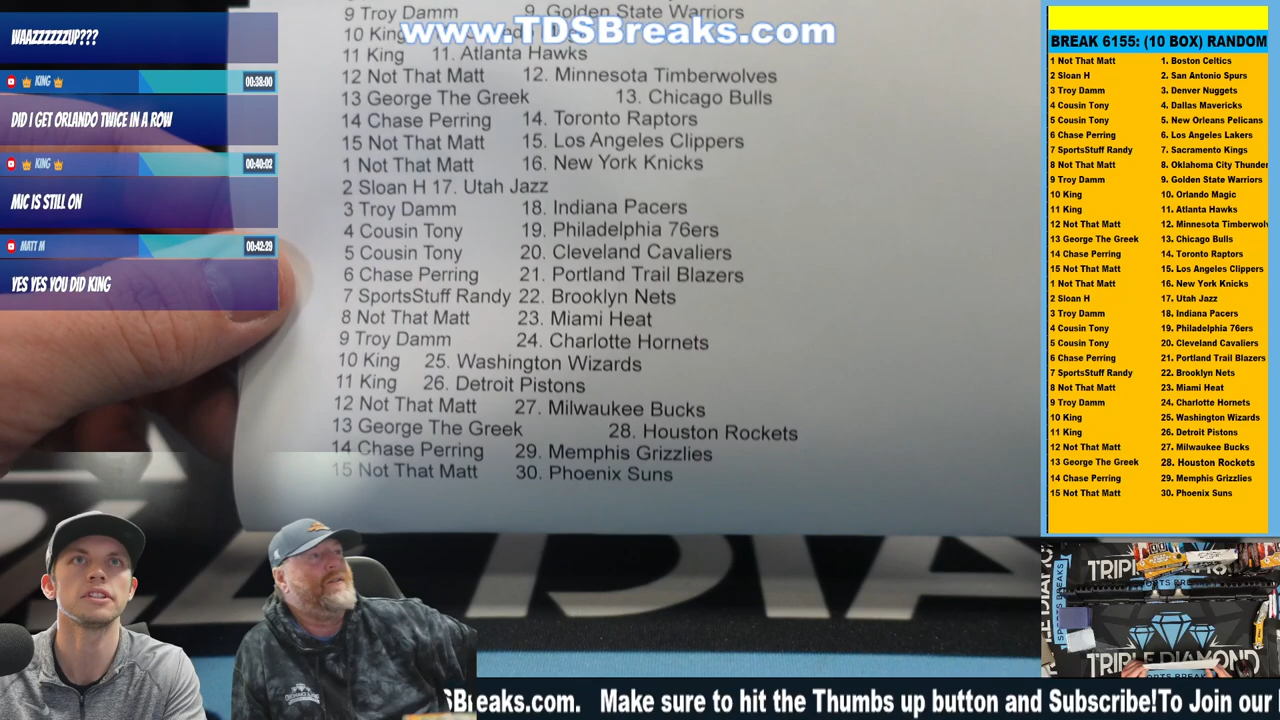 WAAZZZZZZUP???
KING
00:38:00
DID I GET ORLANDO TWICE IN A ROW
KING
00:40:02
MIC IS STILL ON
MATT M
00:42:29
YES YES YOU DID KING
www.TDSBreaks.com
9 Troy Damm 9. Golden State Warriors
10 King
11 King 11. Atlanta Hawks
12 Not That Matt 12. Minnesota Timberwolves
13 George The Greek 13. Chicago Bulls
14 Chase Perring 14. Toronto Raptors
15 Not That Matt 15. Los Angeles Clippers
1 Not That Matt 16. New York Knicks
2 Sloan H 17. Utah Jazz
3 Troy Damm 18. Indiana Pacers
4 Cousin Tony 19. Philadelphia 76ers
5 Cousin Tony 20. Cleveland Cavaliers
6 Chase Perring 21. Portland Trail Blazers
7 SportsStuff Randy 22. Brooklyn Nets
8 Not That Matt 23. Miami Heat
9 Troy Damm 24. Charlotte Hornets
10 King 25. Washington Wizards
11 King 26. Detroit Pistons
12 Not That Matt 27. Milwaukee Bucks
13 George The Greek 28. Houston Rockets
14 Chase Perring 29. Memphis Grizzlies
15 Not That Matt 30. Phoenix Suns
BREAK 6155: (10 BOX) RANDOM
1 Not That Matt 1. Boston Celtics
2 Sloan H 2. San Antonio Spurs
3 Troy Damm 3. Denver Nuggets
4 Cousin Tony 4. Dallas Mavericks
5 Cousin Tony 5. New Orleans Pelicans
6 Chase Perring 6. Los Angeles Lakers
7 SportsStuff Randy 7. Sacramento Kings
8 Not That Matt 8. Oklahoma City Thunder
9 Troy Damm 9. Golden State Warriors
10 King 10. Orlando Magic
11 King 11. Atlanta Hawks
12 Not That Matt 12. Minnesota Timberwol
13 George The Greek 13. Chicago Bulls
14 Chase Perring 14. Toronto Raptors
15 Not That Matt 15. Los Angeles Clippers
1 Not That Matt 16. New York Knicks
2 Sloan H 17. Utah Jazz
3 Troy Damm 18. Indiana Pacers
4 Cousin Tony 19. Philadelphia 76ers
5 Cousin Tony 20. Cleveland Cavaliers
6 Chase Perring 21. Portland Trail Blazers
7 SportsStuff Randy 22. Brooklyn Nets
8 Not That Matt 23. Miami Heat
9 Troy Damm 24. Charlotte Hornets
10 King 25. Washington Wizards
11 King 26. Detroit Pistons
12 Not That Matt 27. Milwaukee Bucks
13 George The Greek 28. Houston Rockets
14 Chase Perring 29. Memphis Grizzlies
15 Not That Matt 30. Phoenix Suns
TRIPLE DIAMOND
SBreaks.com. Make sure to hit the Thumbs up button and Subscribe!To Join our